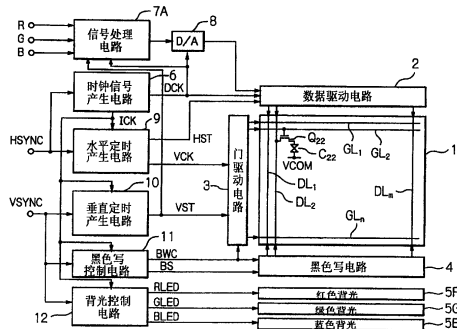 7A
8
R
G
B
信号处理
电路
D/A
6
时钟信号
产生电路
DCK
2
数据驱动电路
ICK
9
HSYNC
水平定时
产生电路
HST
VCK
3
门驱动电路
Q22
C22
VCOM
GL1
GL2
1
DL1
DL2
DLm
10
VSYNC
垂直定时
产生电路
VST
GLn
11
黑色写
控制电路
BWC
BS
黑色写电路
4
12
背光控制
电路
RLED
GLED
BLED
红色背光
5R
绿色背光
5G
蓝色背光